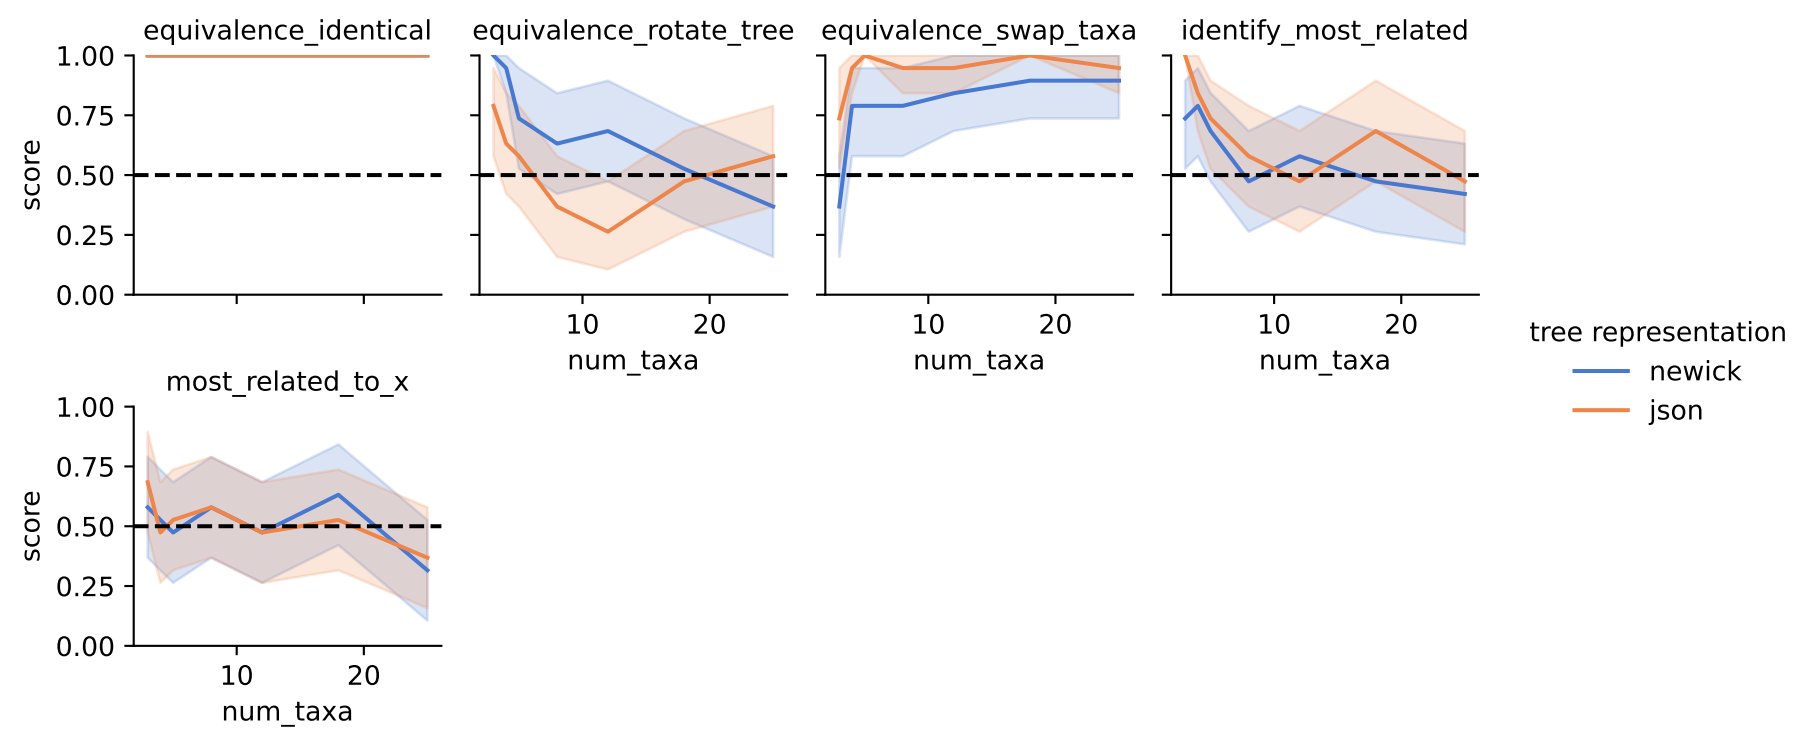 equivalence_identical
equivalence_rotate_tree
equivalence_swap_taxa
identify_most_related
1.00
0.75
0.50
0.25
0.00
score
10
20
num_taxa
10
20
num_taxa
10
20
num_taxa
tree representation
newick
json
most_related_to_x
1.00
0.75
0.50
0.25
0.00
score
10
20
num_taxa